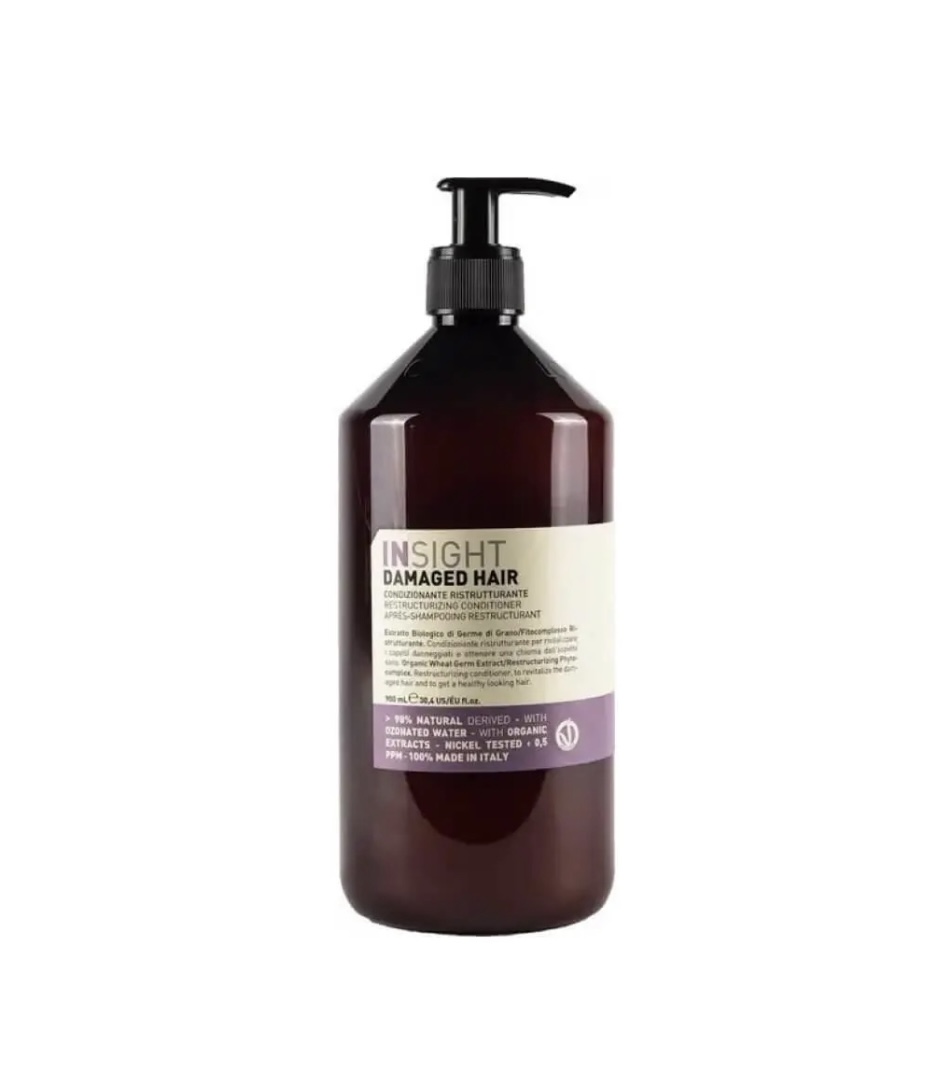 INSIGHT
DAMAGED HAIR
CONDIZIONANTE RISTRUTTURANTE
RESTRUCTURIZING CONDITIONER
APRÈS-SHAMPOOING RESTRUCTURANT
Estratto Biologico di Germe di Grano/Fitocomplesso Ri-
strutturante. Condizionante ristrutturante per rivitalizzare
i capelli danneggiati e ottenere una chioma dall'aspetto
sano. Organic Wheat Germ Extract/Restructurizing Phyto-
complex. Restructurizing conditioner, to revitalize the dam-
aged hair and to get a healthy looking hair.
900 mL ℮ 30,4 US/ÉU fl.oz.
> 98% NATURAL DERIVED - WITH
OZONATED WATER - WITH ORGANIC
EXTRACTS - NICKEL TESTED < 0,5
PPM - 100% MADE IN ITALY